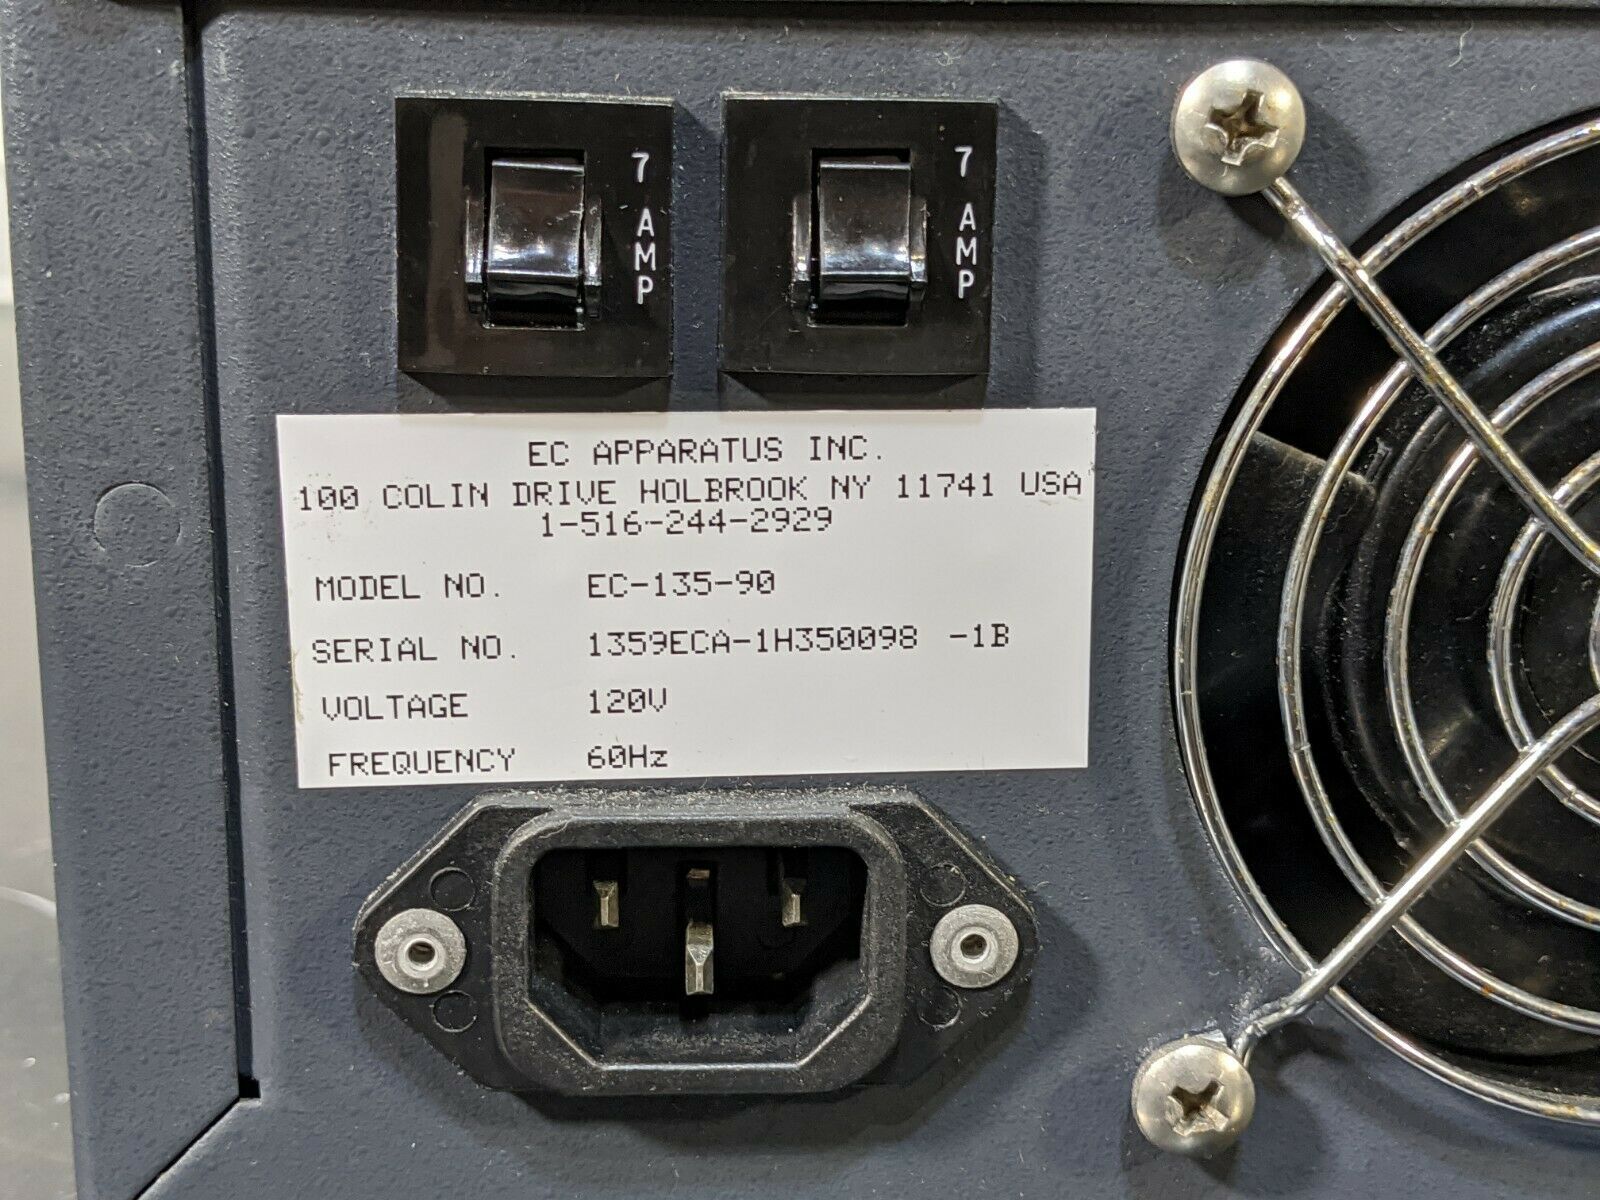 7 AMP
7 AMP
EC APPARATUS INC.
100 COLIN DRIVE HOLBROOK NY 11741 USA
1-516-244-2929
MODEL NO. EC-135-90
SERIAL NO. 1359ECA-1H350098 -1B
VOLTAGE 120V
FREQUENCY 60Hz